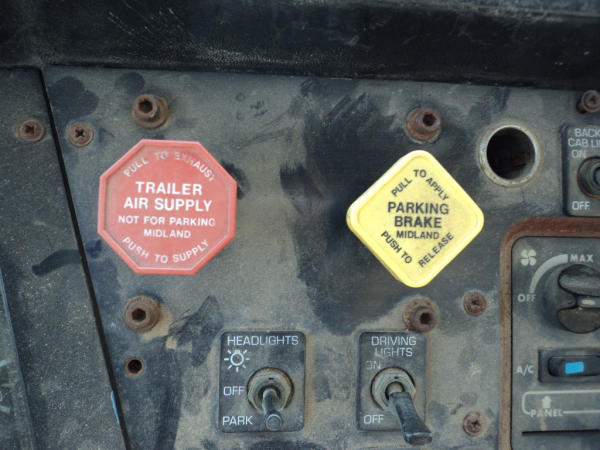 PULL TO EXHAUST
TRAILER
AIR SUPPLY
NOT FOR PARKING
MIDLAND
PUSH TO SUPPLY
PULL TO APPLY
PARKING
BRAKE
MIDLAND
PUSH TO RELEASE
BACK
CAB LI
ON
OFF
MAX
OFF
A/C
PANEL
HEADLIGHTS
OFF
PARK
DRIVING
LIGHTS
ON
OFF